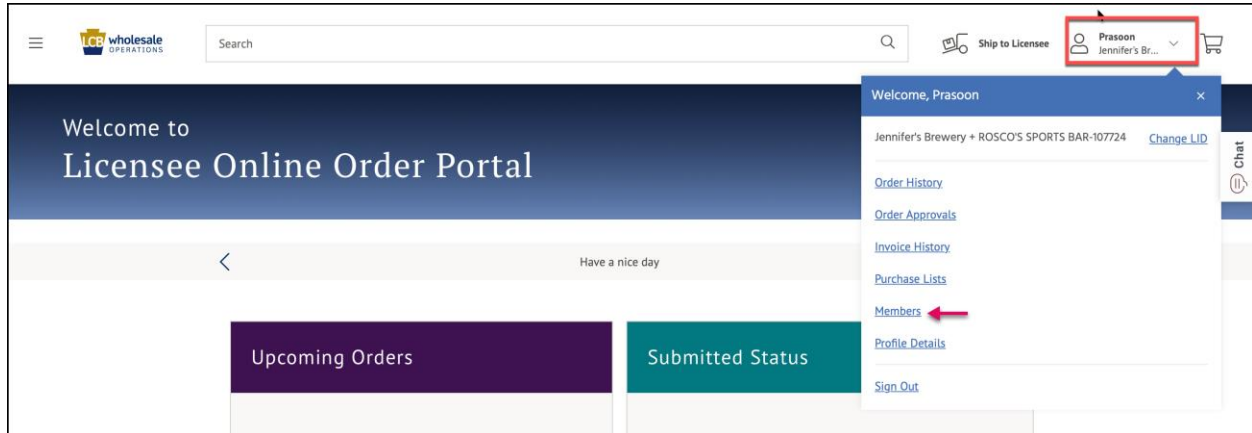 LCB wholesale
OPERATIONS
Search
Ship to Licensee
Prasoon
Jennifer's Br...
Welcome to
Licensee Online Order Portal
Welcome, Prasoon
Jennifer's Brewery + ROSCO'S SPORTS BAR-107724 Change LID
Order History
Order Approvals
Invoice History
Purchase Lists
Members
Profile Details
Sign Out
Chat
Have a nice day
Upcoming Orders
Submitted Status